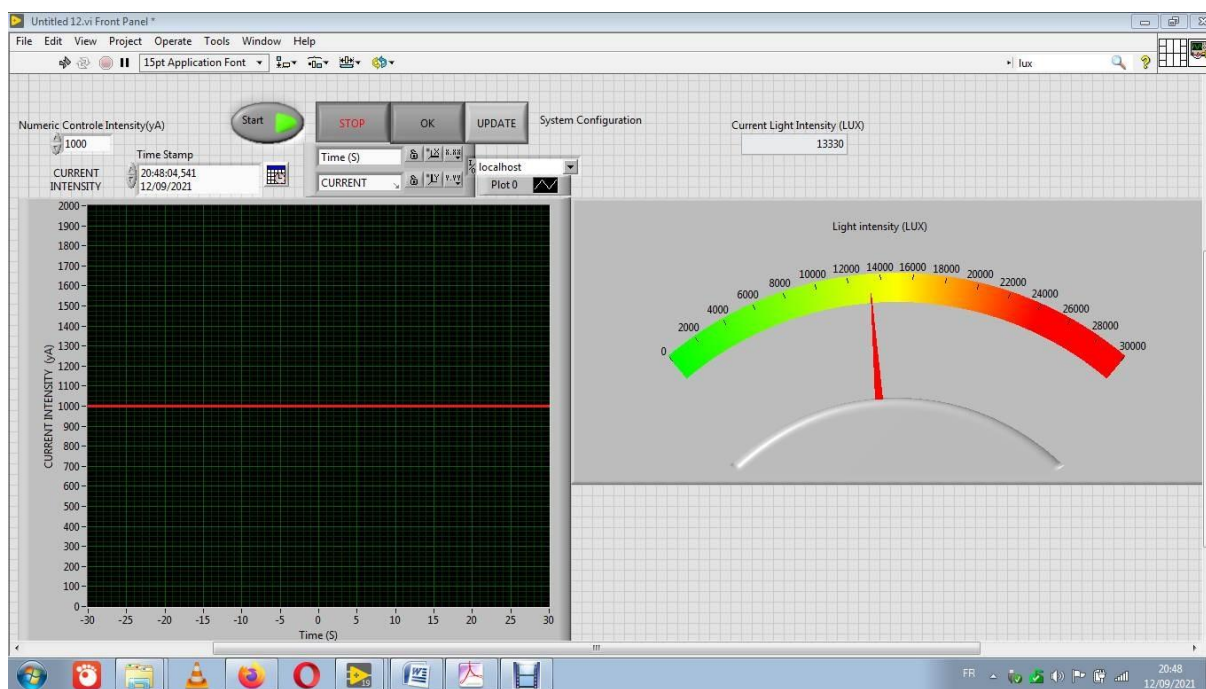 Untitled 12.vi Front Panel *
File Edit View Project Operate Tools Window Help
15pt Application Font
lux
Numeric Controle Intensity(yA)
1000
Start
STOP
OK
UPDATE
System Configuration
Current Light Intensity (LUX)
13330
Time Stamp
20:48:04,541
12/09/2021
CURRENT
INTENSITY
Time (S)
CURRENT
localhost
Plot 0
2000
1900
1800
1700
1600
1500
1400
1300
1200
1100
1000
900
800
700
600
500
400
300
200
100
0
CURRENT INTENSITY (yA)
-30 -25 -20 -15 -10 -5 0 5 10 15 20 25 30
Time (S)
Light intensity (LUX)
0 2000 4000 6000 8000 10000 12000 14000 16000 18000 20000 22000 24000 26000 28000 30000
FR
20:48
12/09/2021